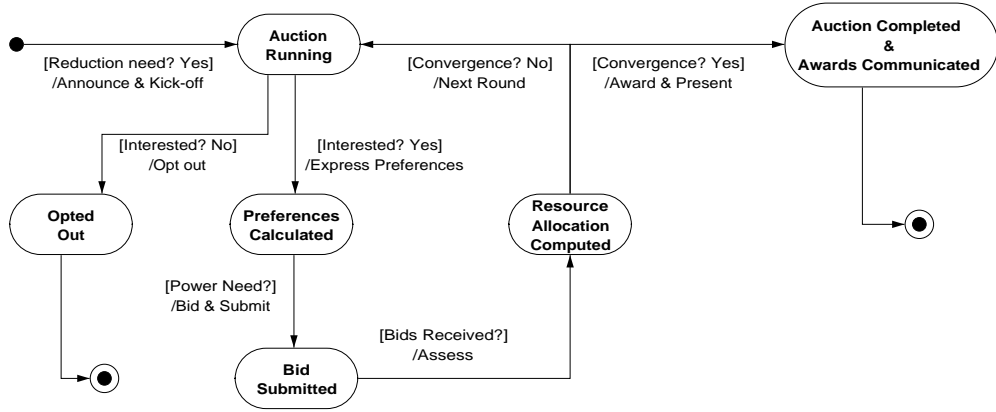 Auction
Running
Auction Completed
&
Awards Communicated
[Reduction need? Yes]
/Announce & Kick-off
[Convergence? No]
/Next Round
[Convergence? Yes]
/Award & Present
[Interested? No]
/Opt out
[Interested? Yes]
/Express Preferences
Opted
Out
Preferences
Calculated
Resource
Allocation
Computed
[Power Need?]
/Bid & Submit
[Bids Received?]
/Assess
Bid
Submitted